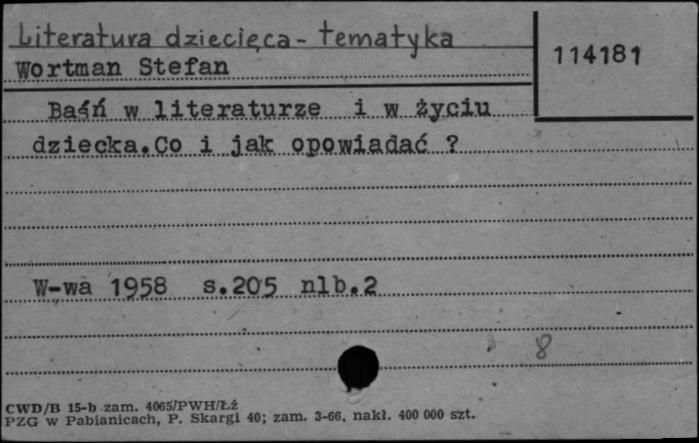 Literatura dziecięca - tematyka
Wortman Stefan
114181
Baśń w literaturze i w życiu
dziecka.Co i jak opowiadać ?
W-wa 1958 s.205 nlb.2
8
CWD/B 15-b zam. 4065/PWH/Łź
PZG w Pabianicach, P. Skargi 40; zam. 3-66, nakł. 400 000 szt.